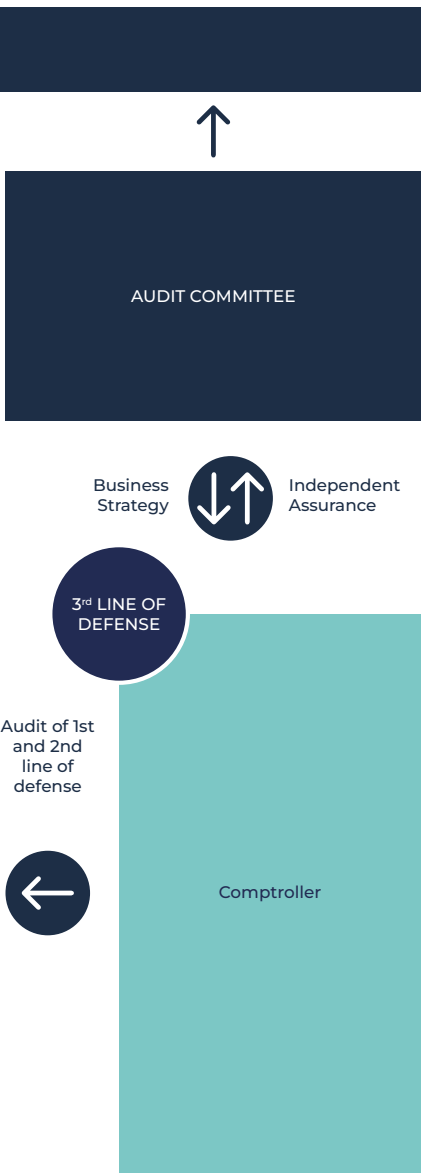 AUDIT COMMITTEE
Business
Strategy
Independent
Assurance
3rd LINE OF
DEFENSE
Audit of 1st
and 2nd
line of
defense
Comptroller